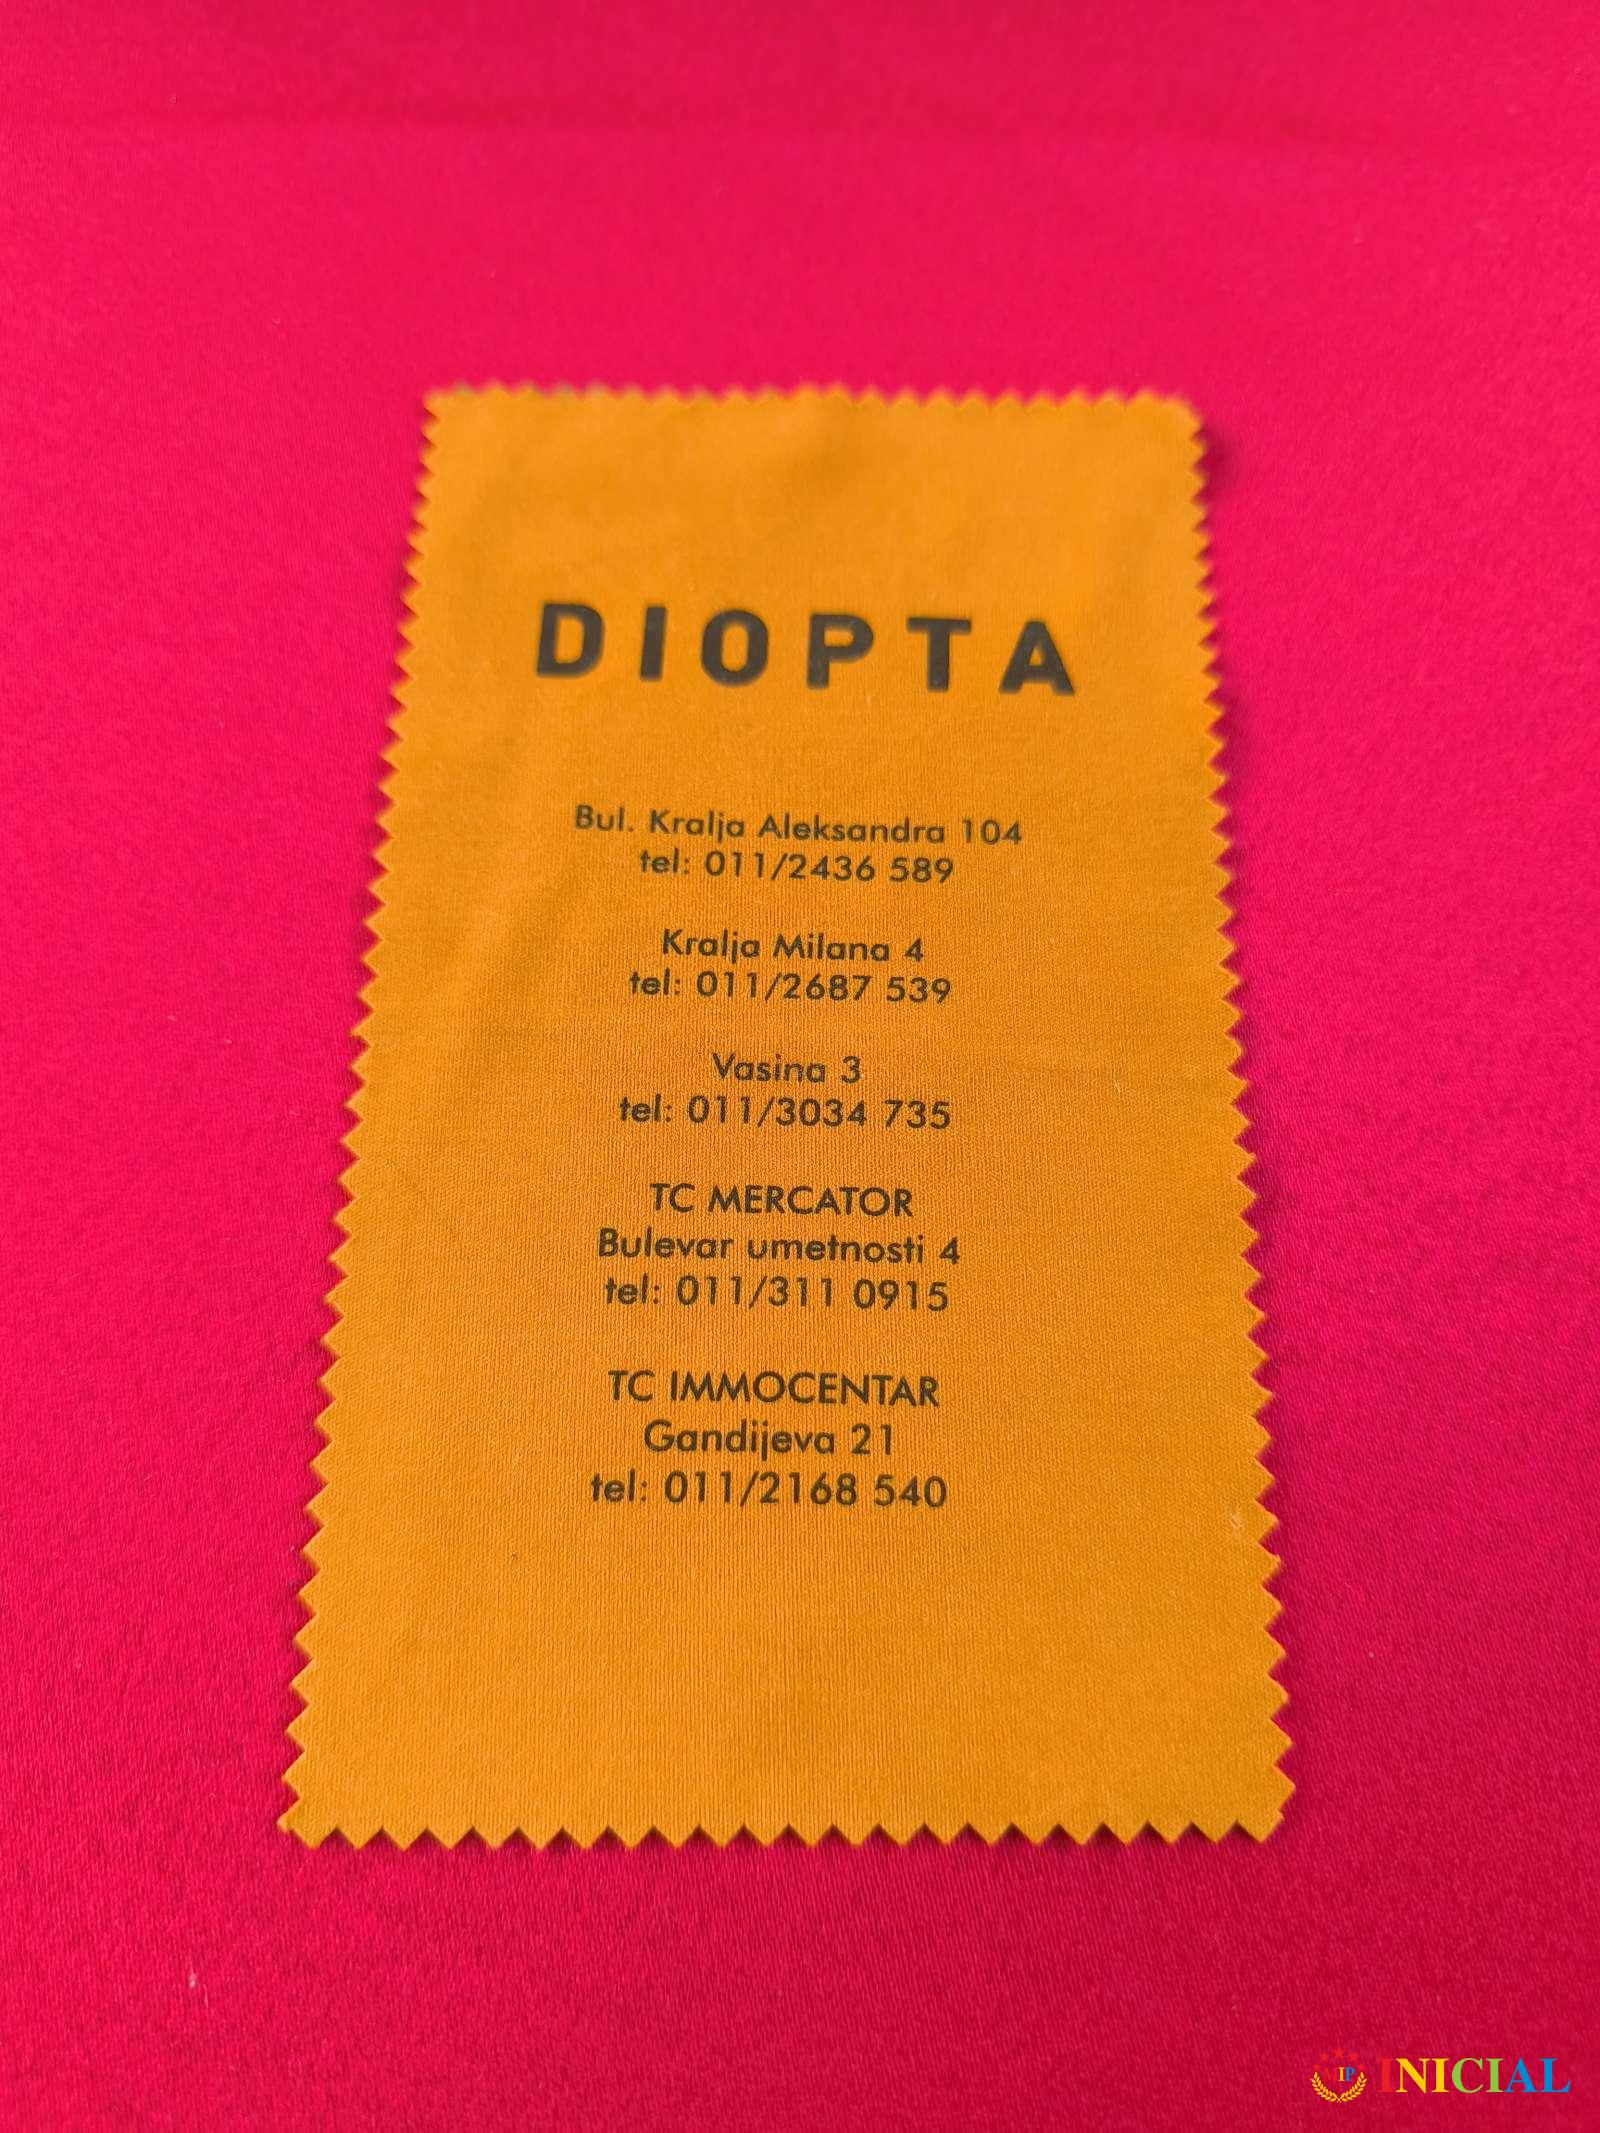 DIOPTA
Bul. Kralja Aleksandra 104
tel: 011/2436 589
Kralja Milana 4
tel: 011/2687 539
Vasina 3
tel: 011/3034 735
TC MERCATOR
Bulevar umetnosti 4
tel: 011/311 0915
TC IMMOCENTAR
Gandijeva 21
tel: 011/2168 540
MIP INICIAL